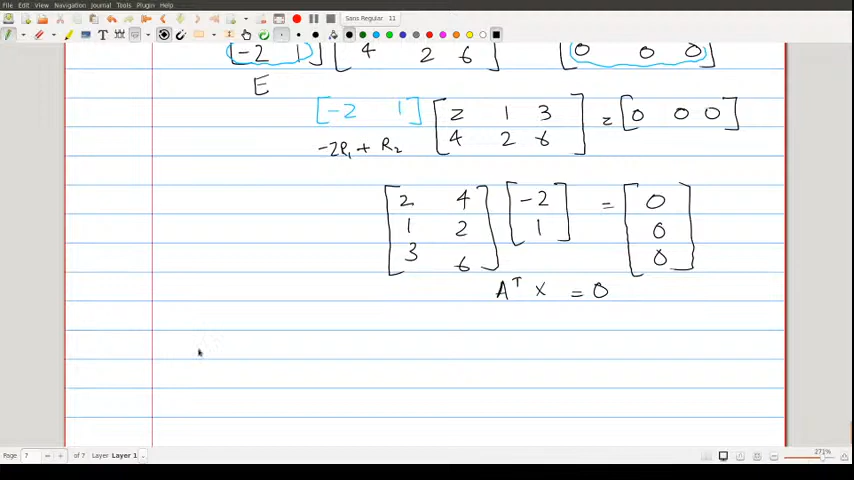 File Edit View Navigation Journal Tools Plugin Help
Sans Regular 11
[-2 1] [4 2 6] [0 0 0]
E
[-2 1] [2 1 3 = [0 0 0]
-2R₁ + R₂ 4 2 6]
[2 4 [-2 = [0
1 2 1] 0
3 6] 0]
Aᵀ x = 0
Page 7 of 7 Layer Layer 1 271%